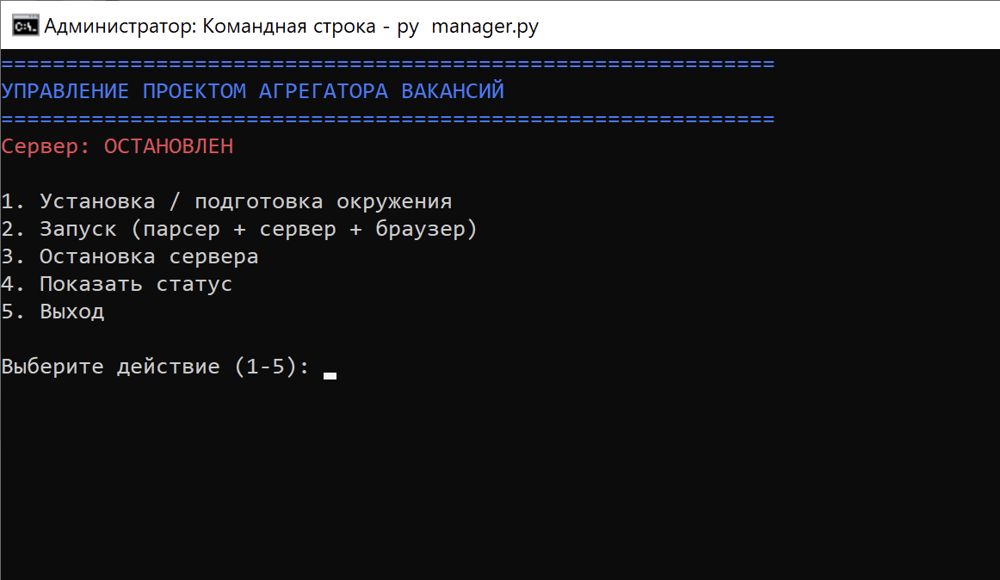 Администратор: Командная строка - py manager.py
============================================================
УПРАВЛЕНИЕ ПРОЕКТОМ АГРЕГАТОРА ВАКАНСИЙ
============================================================
Сервер: ОСТАНОВЛЕН
1. Установка / подготовка окружения
2. Запуск (парсер + сервер + браузер)
3. Остановка сервера
4. Показать статус
5. Выход
Выберите действие (1-5):